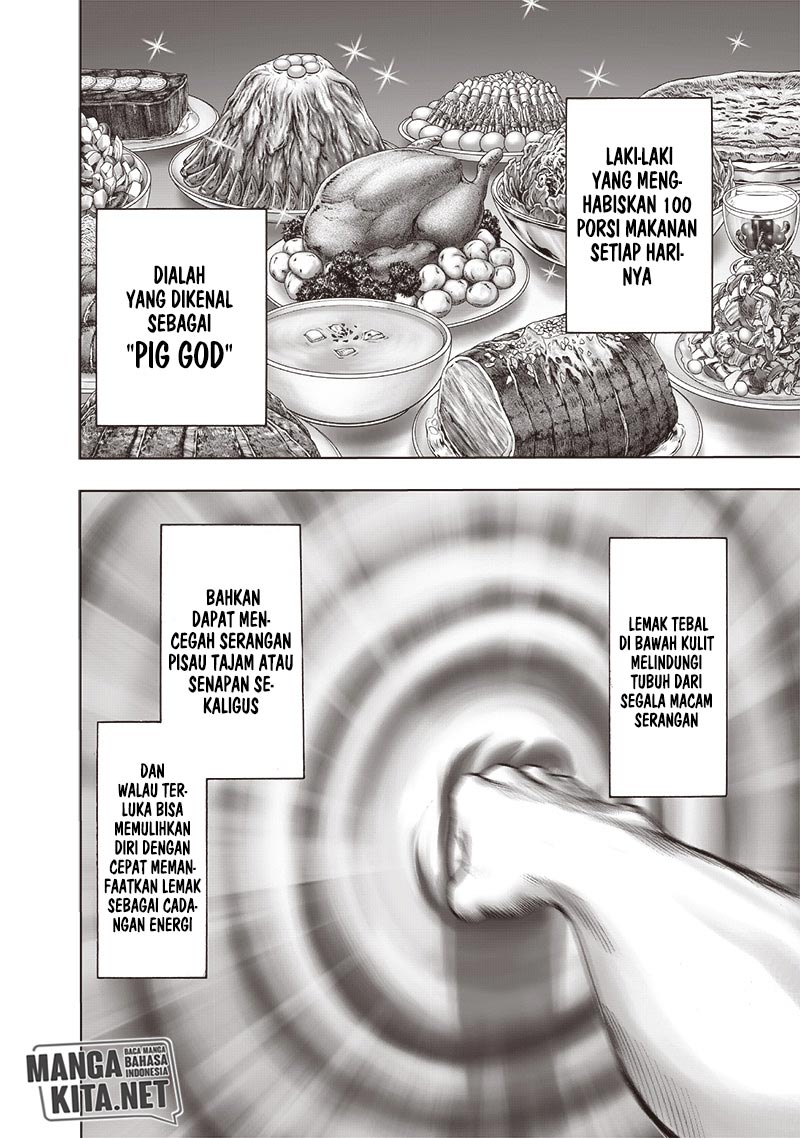 LAKI-LAKI
YANG MENG-
HABISKAN 100
PORSI MAKANAN
SETIAP HARI-
NYA
DIALAH
YANG DIKENAL
SEBAGAI
"PIG GOD"
LEMAK TEBAL
DI BAWAH KULIT
MELINDUNGI
TUBUH DARI
SEGALA MACAM
SERANGAN
BAHKAN
DAPAT MEN-
CEGAH SERANGAN
PISAU TAJAM ATAU
SENAPAN SE-
KALIGUS
DAN
WALAU TER-
LUKA BISA
MEMULIHKAN
DIRI DENGAN
CEPAT MEMAN-
FAATKAN LEMAK
SEBAGAI CADA-
NGAN ENERGI
MANGA
KITA.NET
BACA MANGA
BAHASA
INDONESIA